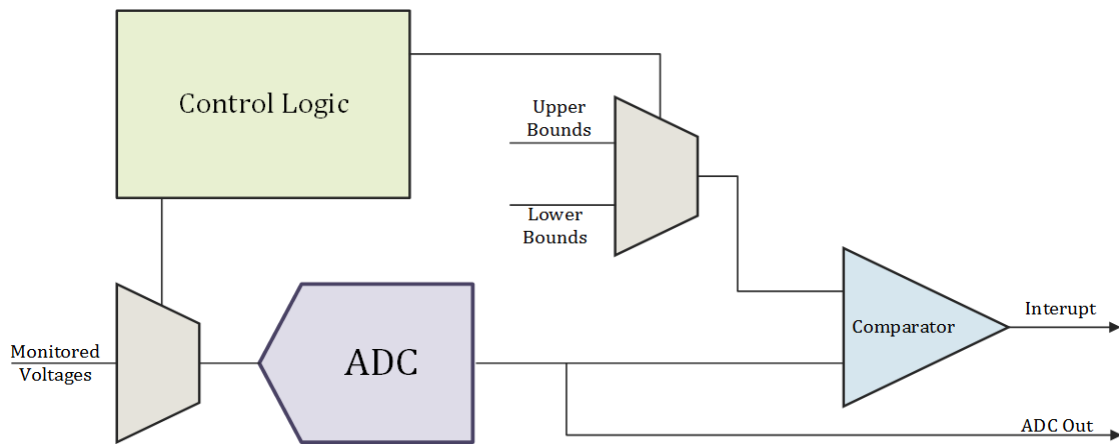 Control Logic
Upper
Bounds
Lower
Bounds
Monitored
Voltages
ADC
Comparator
Interupt
ADC Out